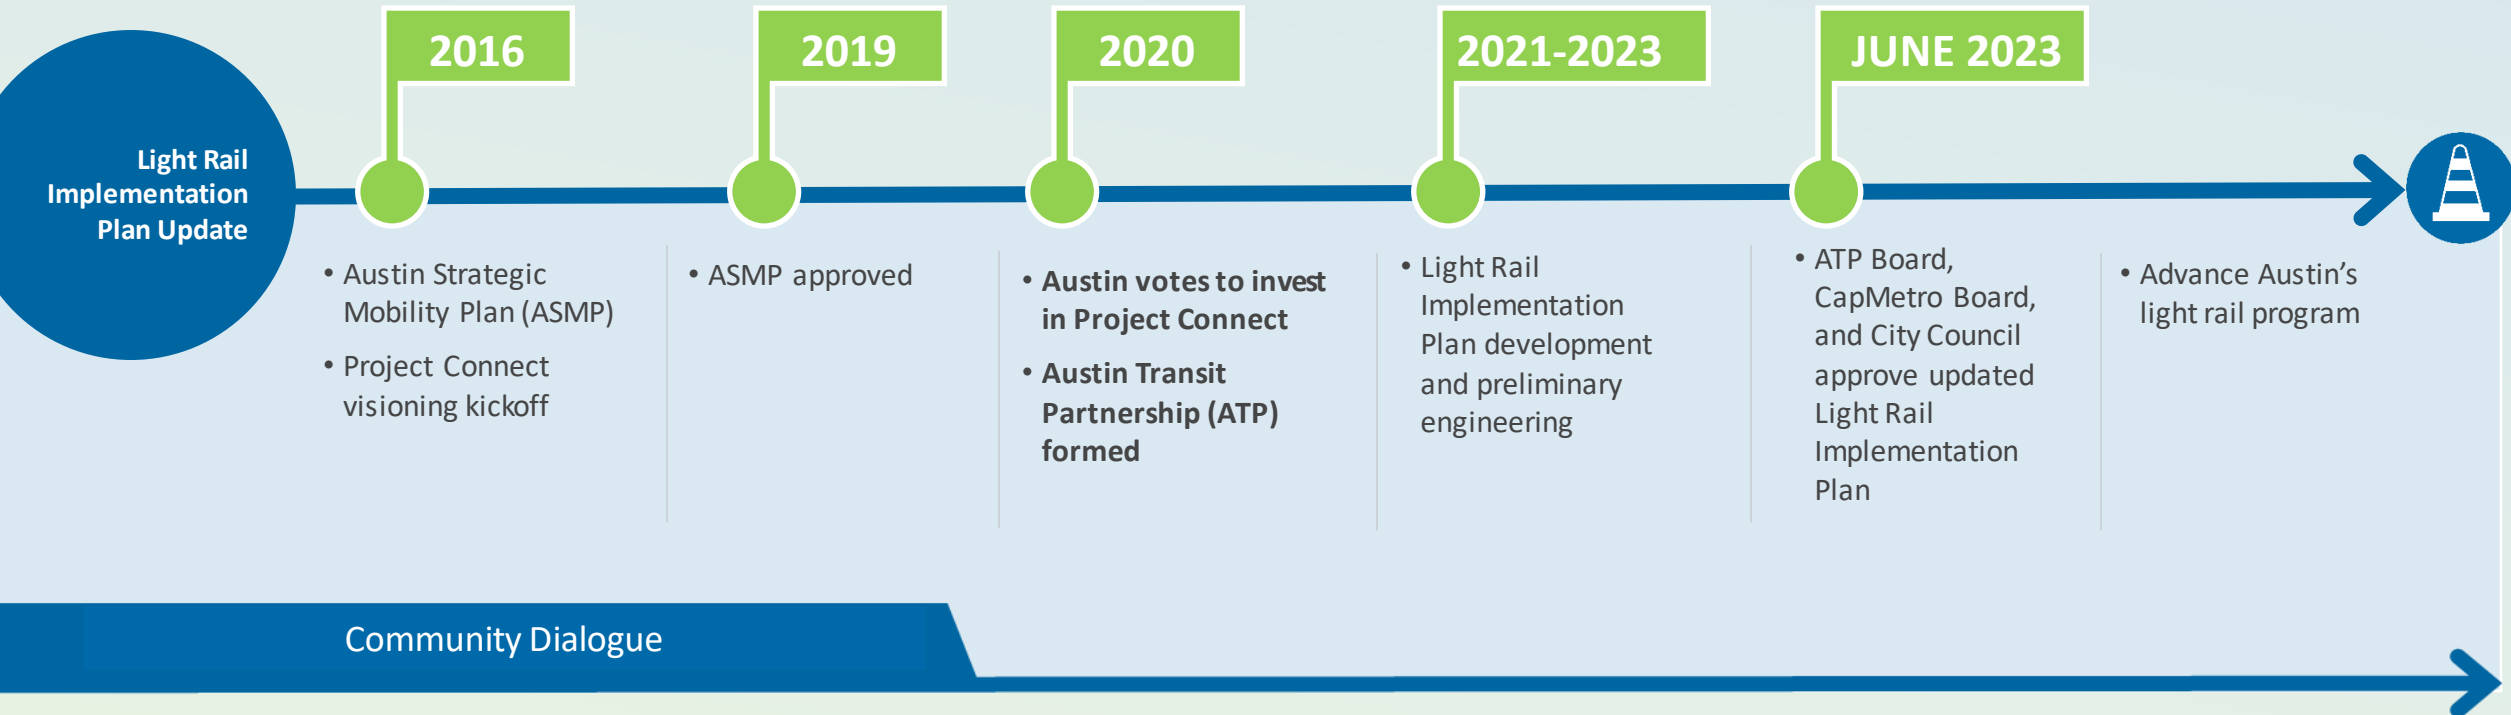 Light Rail
Implementation
Plan Update
2016
• Austin Strategic
Mobility Plan (ASMP)
• Project Connect
visioning kickoff
2019
• ASMP approved
2020
• Austin votes to invest
in Project Connect
• Austin Transit
Partnership (ATP)
formed
2021-2023
• Light Rail
Implementation
Plan development
and preliminary
engineering
JUNE 2023
• ATP Board,
CapMetro Board,
and City Council
approve updated
Light Rail
Implementation
Plan
• Advance Austin’s
light rail program
Community Dialogue